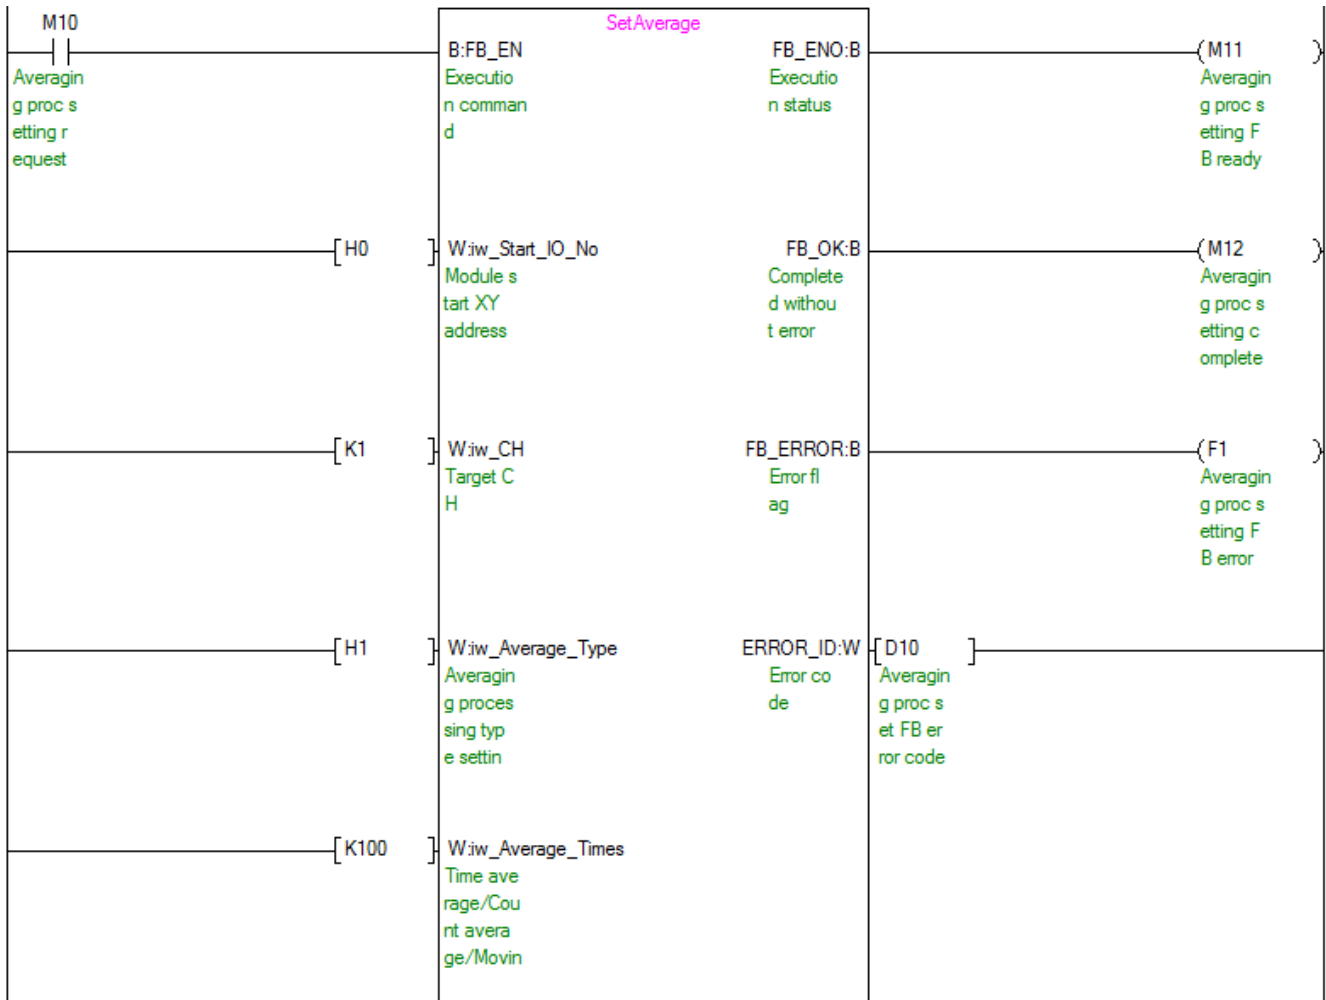 M10
SetAverage
B:FB_EN
FB_ENO:B
M11
Averagin
g proc s
etting r
equest
Executio
n comman
d
Executio
n status
Averagin
g proc s
etting F
B ready
H0
W:iw_Start_IO_No
FB_OK:B
M12
Module s
tart XY
address
Complete
d withou
t error
Averagin
g proc s
etting c
omplete
K1
W:iw_CH
FB_ERROR:B
F1
Target C
H
Error fl
ag
Averagin
g proc s
etting F
B error
H1
W:iw_Average_Type
ERROR_ID:W
D10
Averagin
g proces
sing typ
e settin
Error co
de
Averagin
g proc s
et FB er
ror code
K100
W:iw_Average_Times
Time ave
rage/Cou
nt avera
ge/Movin